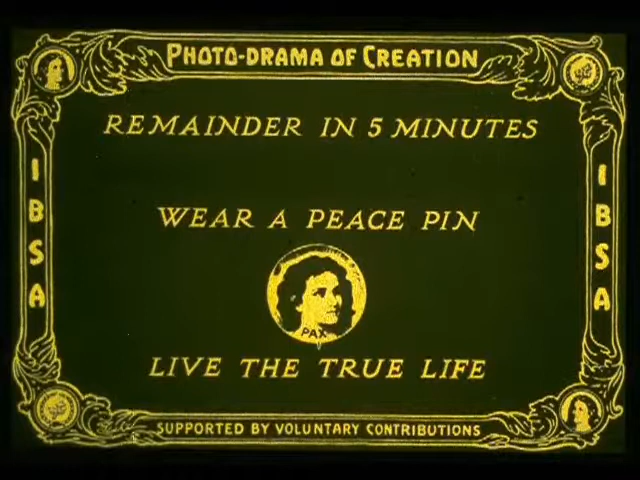 PHOTO-DRAMA OF CREATION
REMAINDER IN 5 MINUTES
WEAR A PEACE PIN
PAX
LIVE THE TRUE LIFE
SUPPORTED BY VOLUNTARY CONTRIBUTIONS
IBSA
IBSA